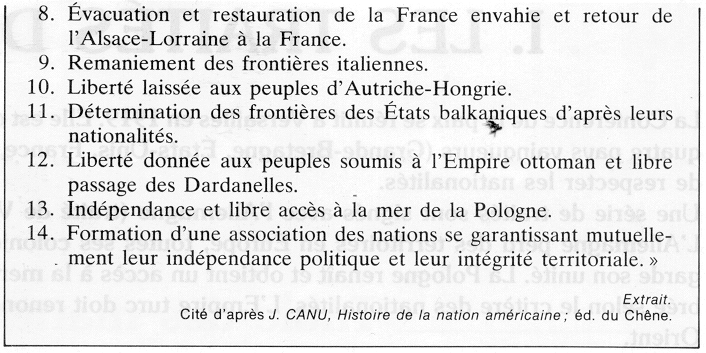 8. Évacuation et restauration de la France envahie et retour de
l'Alsace-Lorraine à la France.
9. Remaniement des frontières italiennes.
10. Liberté laissée aux peuples d'Autriche-Hongrie.
11. Détermination des frontières des États balkaniques d'après leurs
nationalités.
12. Liberté donnée aux peuples soumis à l'Empire ottoman et libre
passage des Dardanelles.
13. Indépendance et libre accès à la mer de la Pologne.
14. Formation d'une association des nations se garantissant mutuelle-
ment leur indépendance politique et leur intégrité territoriale. »
Extrait.
Cité d'après J. CANU, Histoire de la nation américaine ; éd. du Chêne.